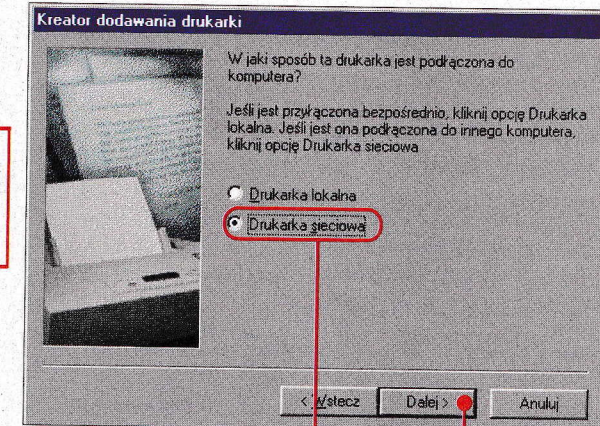 Kreator dodawania drukarki
W jaki sposób ta drukarka jest podłączona do
komputera?
Jeśli jest przyłączona bezpośrednio, kliknij opcję Drukarka
lokalna. Jeśli jest ona podłączona do innego komputera,
kliknij opcję Drukarka sieciowa
Drukarka lokalna
Drukarka sieciowa
< Wstecz
Dalej >
Anuluj